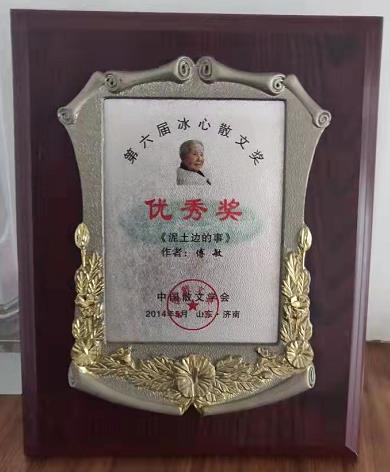 第六届冰心散文奖
优秀奖
《泥土边的事》
作者：傅敏
中国散文学会
2014年5月 山东·济南